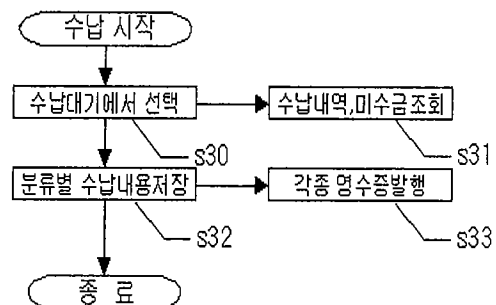 수납 시작
수납대기에서 선택
수납내역,미수금조회
s30
s31
분류별 수납내용저장
각종 영수증발행
s32
s33
종 료